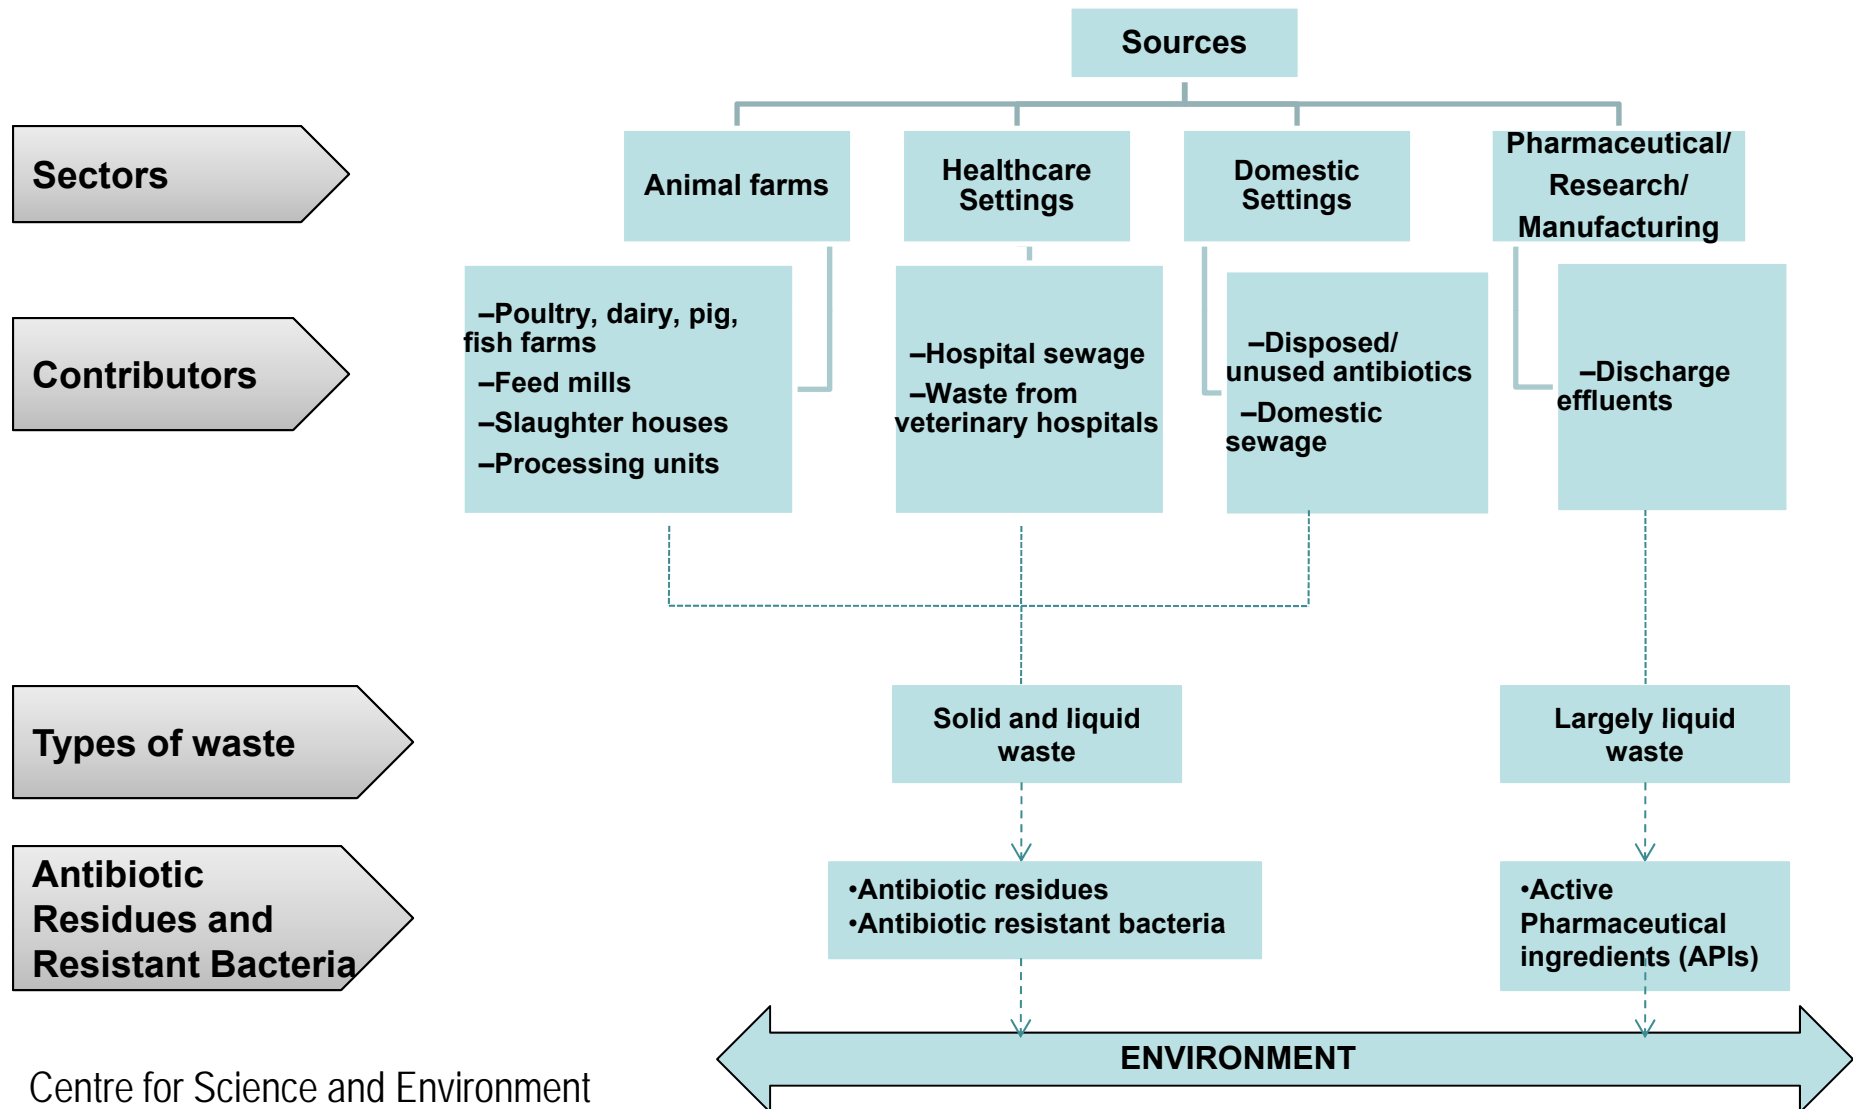 Sources
Sectors
Animal farms
Healthcare
Settings
Domestic
Settings
Pharmaceutical/
Research/
Manufacturing
Contributors
–Poultry, dairy, pig,
fish farms
–Feed mills
–Slaughter houses
–Processing units
–Hospital sewage
–Waste from
veterinary hospitals
–Disposed/
unused antibiotics
–Domestic
sewage
–Discharge
effluents
Types of waste
Solid and liquid
waste
Largely liquid
waste
Antibiotic
Residues and
Resistant Bacteria
•Antibiotic residues
•Antibiotic resistant bacteria
•Active
Pharmaceutical
ingredients (APIs)
ENVIRONMENT
Centre for Science and Environment